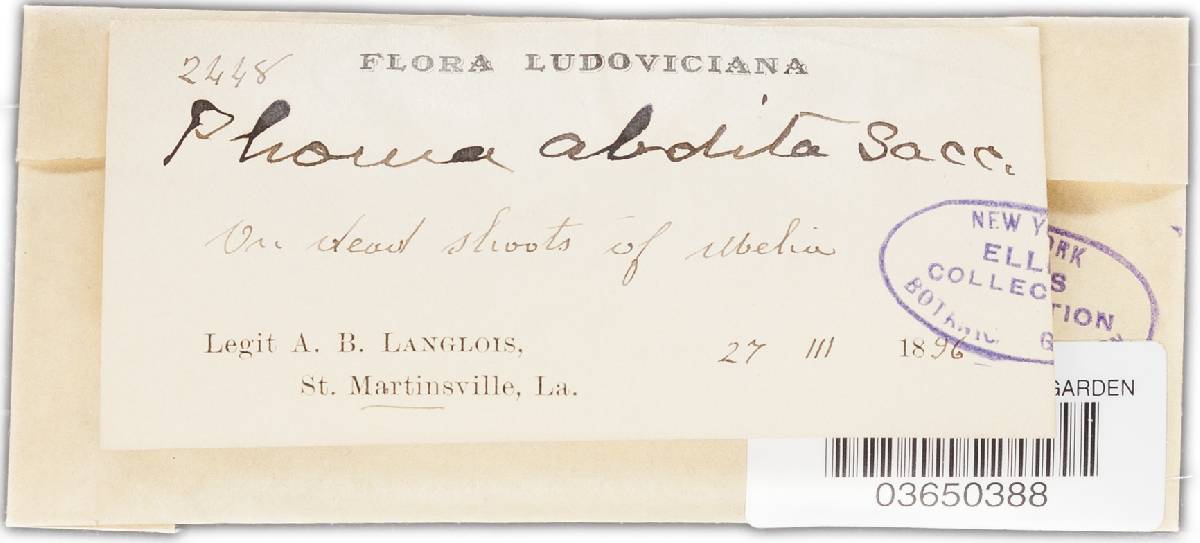 2448
FLORA LUDOVICIANA
Phoma abdita Sacc.
On dead shoots of Melia
NEW YORK
ELLIS
COLLECTION
BOTANIC
Legit A. B. LANGLOIS,
27 III 1896
St. Martinsville, La.
GARDEN
03650388